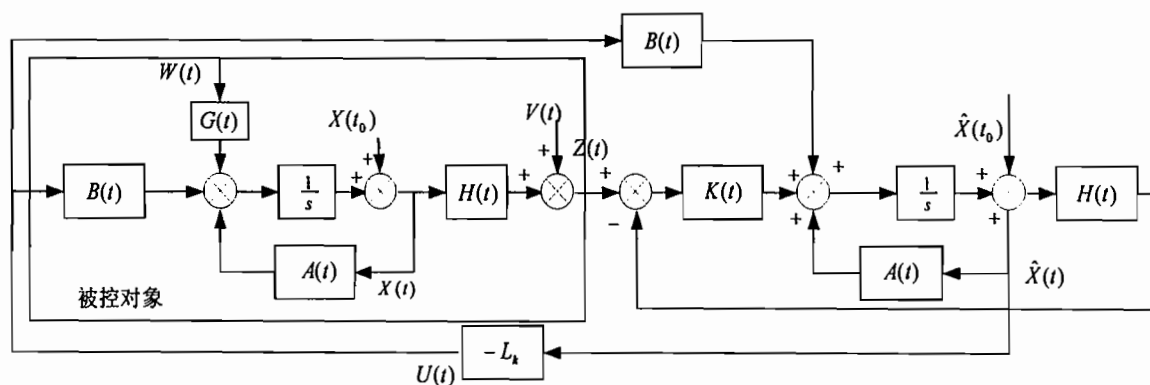 B(t)
W(t)
G(t)
X(t₀)
V(t)
Z(t)
X̂(t₀)
B(t)
1/s
H(t)
K(t)
1/s
H(t)
A(t)
X(t)
A(t)
X̂(t)
被控对象
+
+
+
+
+
−
+
+
+
+
+
−Lₖ
U(t)